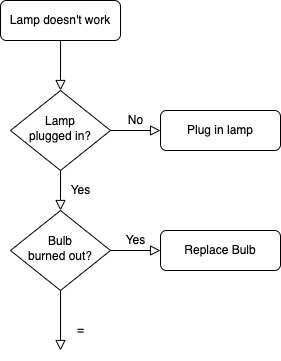 Lamp doesn't work
Lamp
plugged in?
No
Plug in lamp
Yes
Bulb
burned out?
Yes
Replace Bulb
=